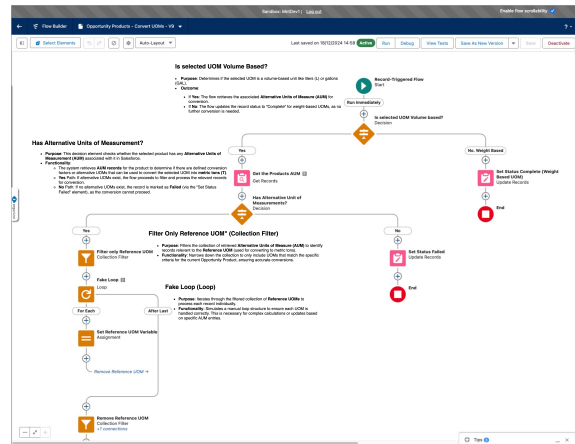 Sandbox: MktDev1 | Log out
Enable flow scrollability
Flow Builder
Opportunity Products - Convert UOMs - V9
?
Select Elements
Auto-Layout
Last saved on 18/12/2024 14:58
Active
Run
Debug
View Tests
Save As New Version
Save
Deactivate
Is selected UOM Volume Based?
• Purpose: Determines if the selected UOM is a volume-based unit like liters (L) or gallons
(GAL).
• Outcome:
◦ If Yes: The flow retrieves the associated Alternative Units of Measure (AUM) for
conversion.
◦ If No: The flow updates the record status to "Complete" for weight-based UOMs, as no
further conversion is needed.
Record-Triggered Flow
Start
Run Immediately
Is selected UOM Volume based?
Decision
Has Alternative Units of Measurement?
• Purpose: This decision element checks whether the selected product has any Alternative Units of
Measurement (AUM) associated with it in Salesforce.
• Functionality:
◦ The system retrieves AUM records for the product to determine if there are defined conversion
factors or alternative UOMs that can be used to convert the selected UOM into metric tons (T).
◦ Yes Path: If alternative UOMs exist, the flow proceeds to filter and process the relevant records
for conversion.
◦ No Path: If no alternative UOMs exist, the record is marked as Failed (via the "Set Status
Failed" element), as the conversion cannot proceed.
Yes
No: Weight Based
Get the Products AUM
Get Records
Set Status Complete (Weight
Based UOM)
Update Records
Has Alternative Unit of
Measurements?
Decision
End
Yes
No
Filter Only Reference UOM" (Collection Filter)
• Purpose: Filters the collection of retrieved Alternative Units of Measure (AUM) to identify
records relevant to the Reference UOM (used for converting to metric tons).
• Functionality: Narrows down the collection to only include UOMs that match the specific
criteria for the current Opportunity Product, ensuring accurate conversions.
Filter only Reference UOM
Collection Filter
Set Status Failed
Update Records
Fake Loop
Loop
End
Fake Loop (Loop)
• Purpose: Iterates through the filtered collection of Reference UOMs to
process each record individually.
• Functionality: Simulates a manual loop structure to ensure each UOM is
handled correctly. This is necessary for complex calculations or updates based
on specific AUM entries.
For Each
After Last
Set Reference UOM Variable
Assignment
Remove Reference UOM →
Remove Reference UOM
Collection Filter
+1 connections
Tips